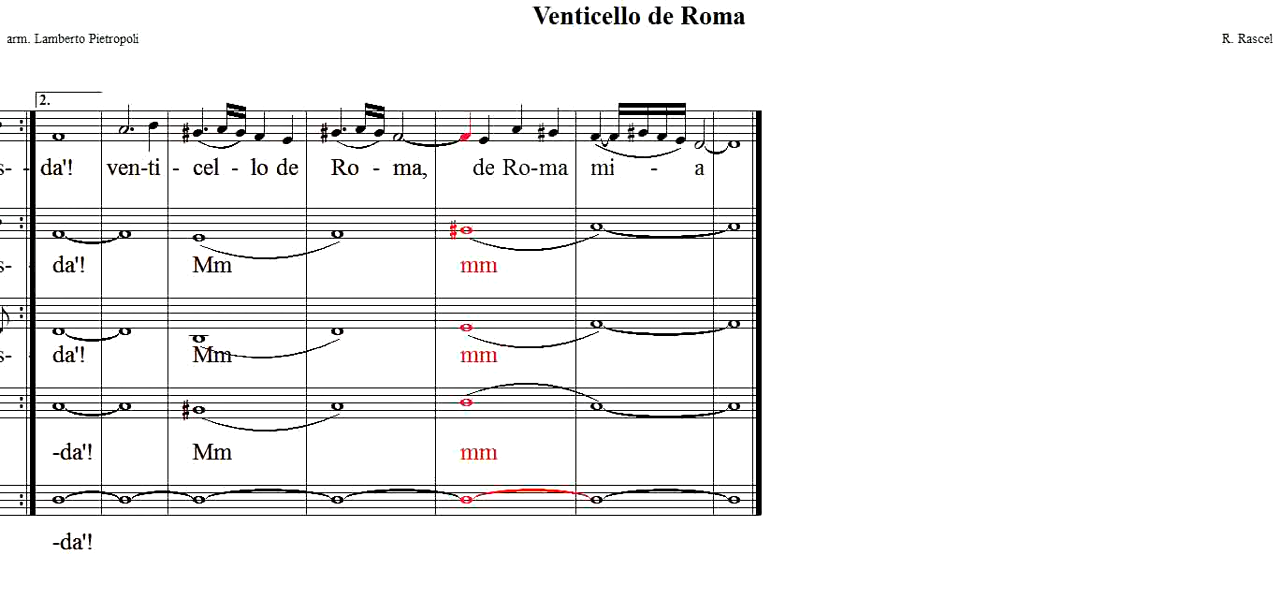 Venticello de Roma
arm. Lamberto Pietropoli
R. Rascel
2.
s- - da'! ven-ti - cel - lo de Ro - ma, de Ro-ma mi - a
s- - da'! Mm mm
s- - da'! Mm mm
-da'! Mm mm
-da'!